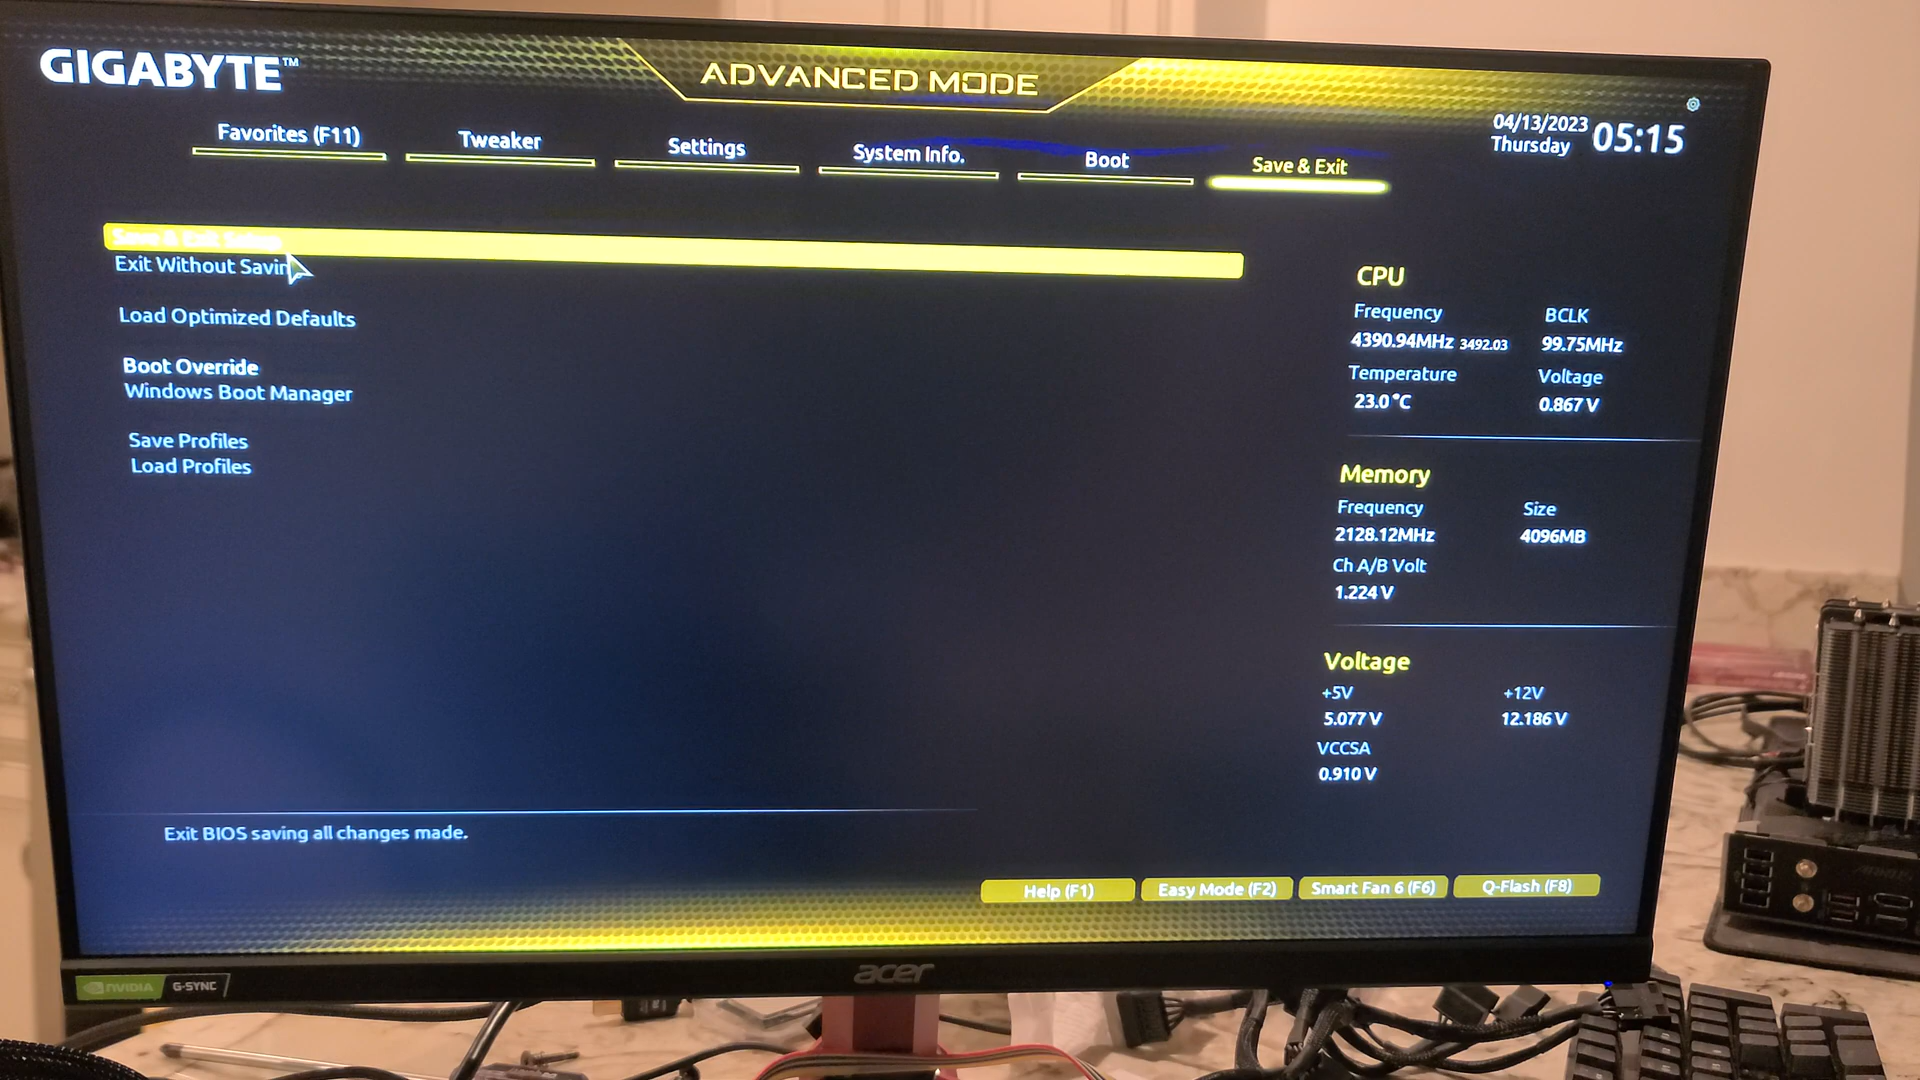 GIGABYTE™
ADVANCED MODE
04/13/2023
Thursday
05:15
Favorites (F11)
Tweaker
Settings
System Info.
Boot
Save & Exit
Save & Exit Setup
Exit Without Savin
Load Optimized Defaults
Boot Override
Windows Boot Manager
Save Profiles
Load Profiles
CPU
Frequency BCLK
4390.94MHz 3492.03 99.75MHz
Temperature Voltage
23.0 °C 0.867 V
Memory
Frequency Size
2128.12MHz 4096MB
Ch A/B Volt
1.224 V
Voltage
+5V +12V
5.077 V 12.186 V
VCCSA
0.910 V
Exit BIOS saving all changes made.
Help (F1)
Easy Mode (F2)
Smart Fan 6 (F6)
Q-Flash (F8)
acer
NVIDIA G-SYNC